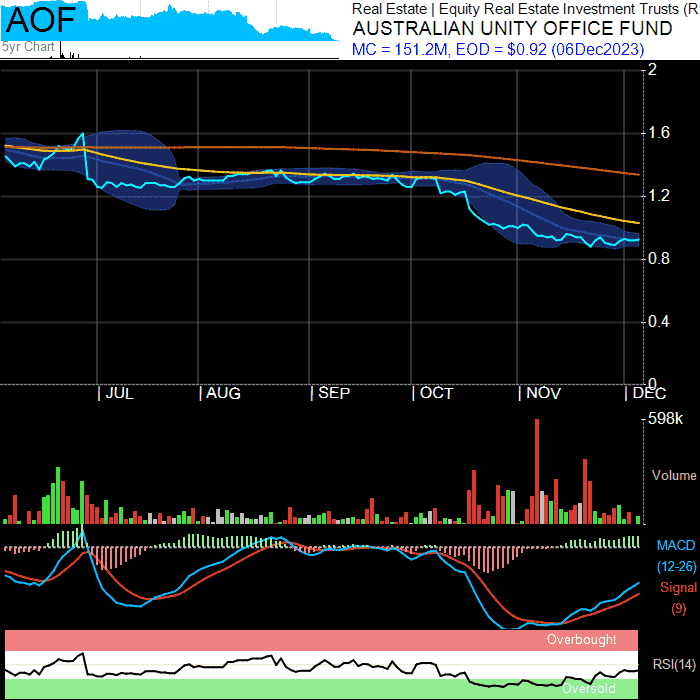 AOF
5yr Chart
Real Estate | Equity Real Estate Investment Trusts (R
AUSTRALIAN UNITY OFFICE FUND
MC = 151.2M, EOD = $0.92 (06Dec2023)
2
1.6
1.2
0.8
0.4
0
| JUL | AUG | SEP | OCT | NOV | DEC
598k
Volume
MACD
(12-26)
Signal
(9)
Overbought
RSI(14)
Oversold